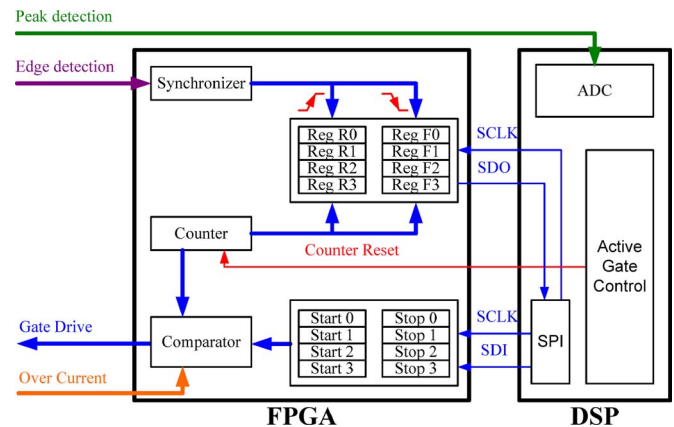 Peak detection
Edge detection
Synchronizer
ADC
Reg R0
Reg R1
Reg R2
Reg R3
Reg F0
Reg F1
Reg F2
Reg F3
SCLK
SDO
Counter
Counter Reset
Active
Gate
Control
Gate Drive
Comparator
Over Current
Start 0
Start 1
Start 2
Start 3
Stop 0
Stop 1
Stop 2
Stop 3
SCLK
SDI
SPI
FPGA
DSP